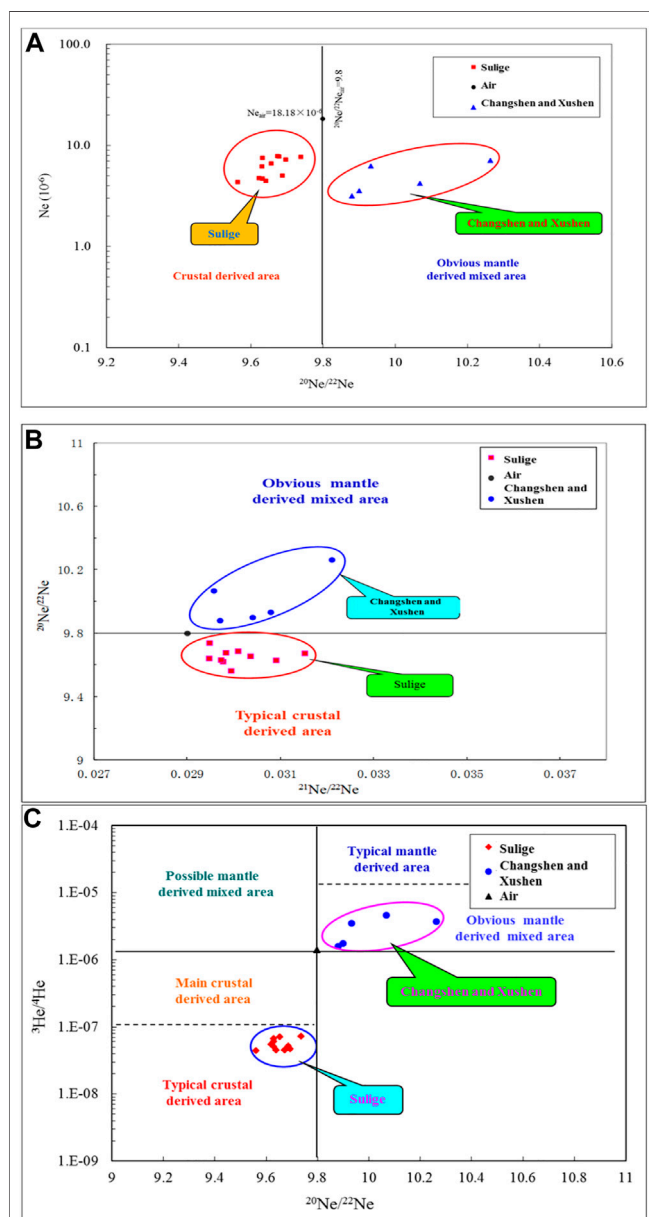 A
100.0
10.0
1.0
0.1
Ne (10⁻⁶)
Neₐᵢᵣ=18.18×10⁻⁶
²⁰Ne/²²Neₐᵢᵣ=9.8
Sulige
Air
Changshen and Xushen
Sulige
Changshen and Xushen
Crustal derived area
Obvious mantle
derived mixed area
9.2
9.4
9.6
9.8
10
10.2
10.4
10.6
²⁰Ne/²²Ne
B
11
10.6
10.2
9.8
9.4
9
²⁰Ne/²²Ne
Obvious mantle
derived mixed area
Sulige
Air
Changshen and
Xushen
Changshen and
Xushen
Sulige
Typical crustal
derived area
0.027
0.029
0.031
0.033
0.035
0.037
²¹Ne/²²Ne
C
1.E-04
1.E-05
1.E-06
1.E-07
1.E-08
1.E-09
³He/⁴He
Possible mantle
derived mixed area
Typical mantle
derived area
Sulige
Changshen and
Xushen
Air
Obvious mantle
derived mixed area
Main crustal
derived area
Changshen and Xushen
Typical crustal
derived area
Sulige
9
9.2
9.4
9.6
9.8
10
10.2
10.4
10.6
10.8
11
²⁰Ne/²²Ne